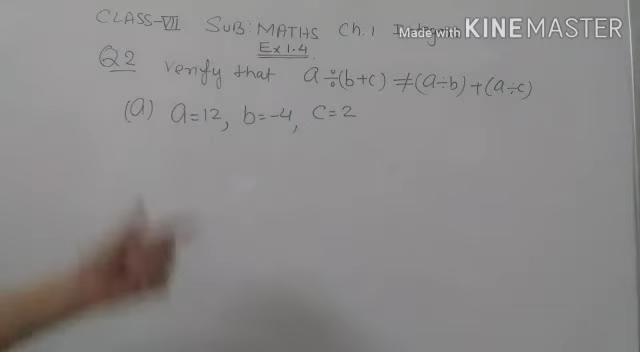 CLASS-VII SUB: MATHS Ch. 1
Made with KINEMASTER
Ex 1.4
Q2 Verify that a÷(b+c) ≠ (a÷b)+(a÷c)
(a) a=12, b=-4, c=2